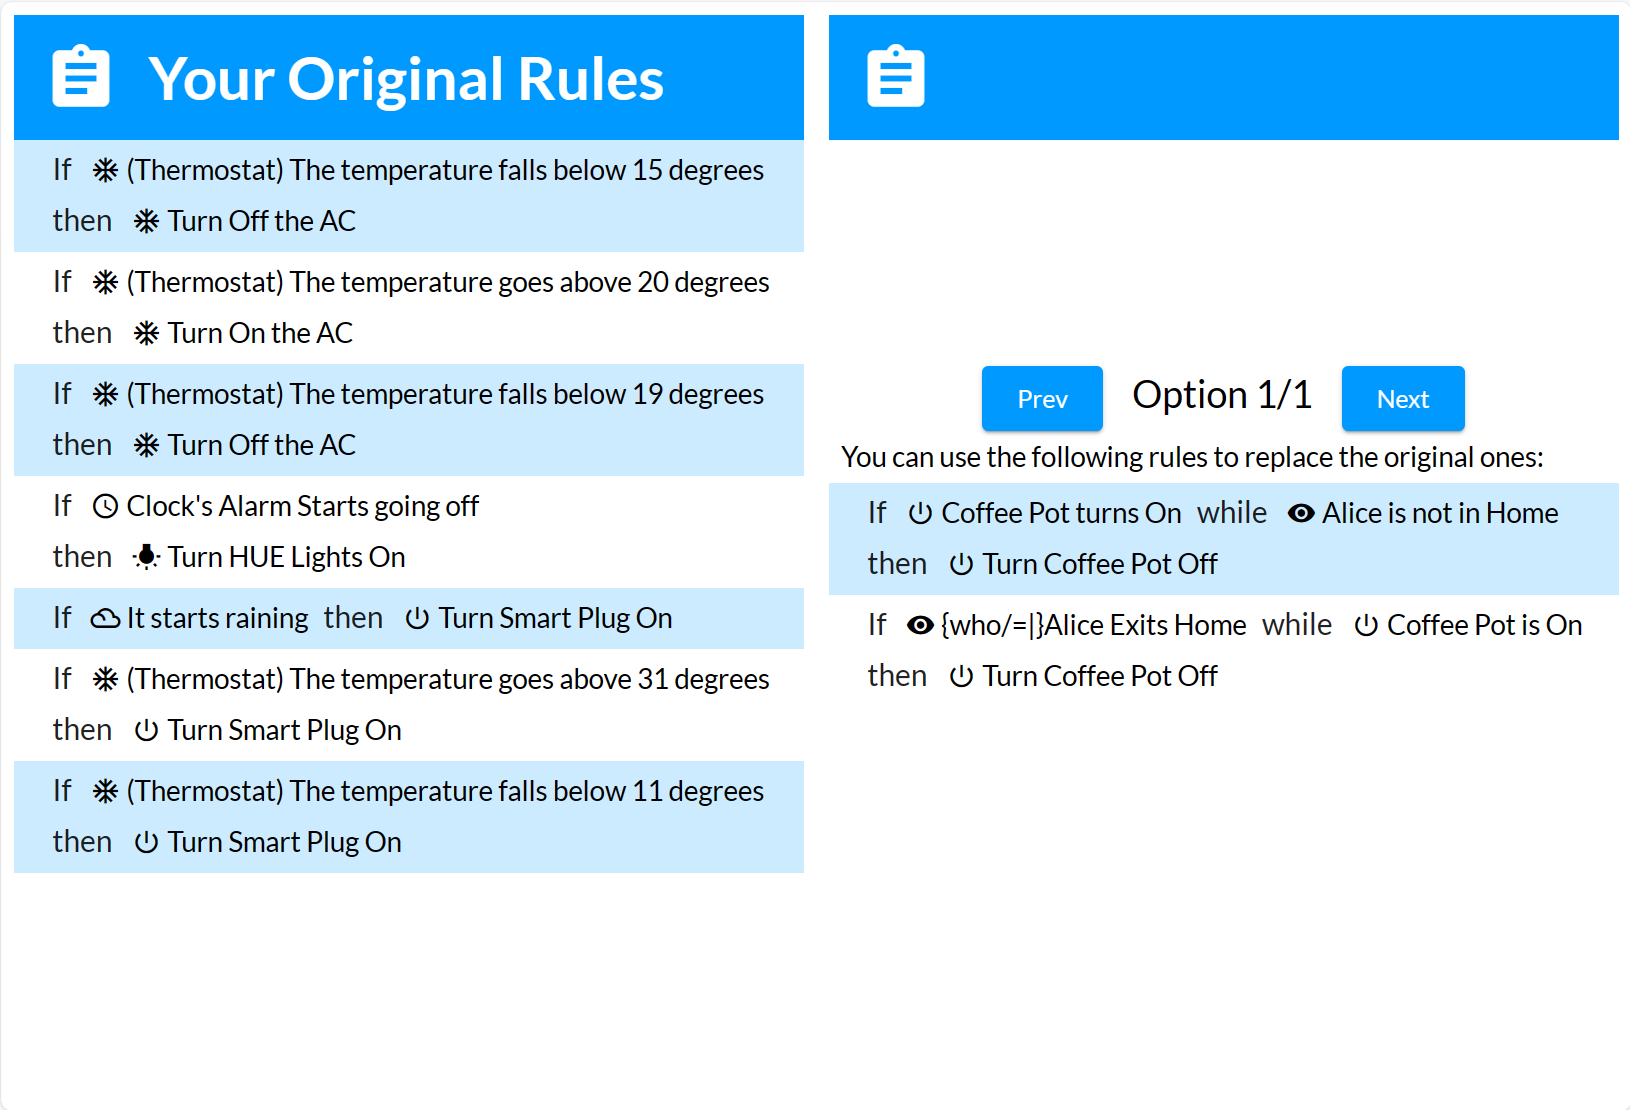 Your Original Rules
If (Thermostat) The temperature falls below 15 degrees
then Turn Off the AC
If (Thermostat) The temperature goes above 20 degrees
then Turn On the AC
If (Thermostat) The temperature falls below 19 degrees
then Turn Off the AC
If Clock's Alarm Starts going off
then Turn HUE Lights On
If It starts raining then Turn Smart Plug On
If (Thermostat) The temperature goes above 31 degrees
then Turn Smart Plug On
If (Thermostat) The temperature falls below 11 degrees
then Turn Smart Plug On
Prev Option 1/1 Next
You can use the following rules to replace the original ones:
If Coffee Pot turns On while Alice is not in Home
then Turn Coffee Pot Off
If {who/=|}Alice Exits Home while Coffee Pot is On
then Turn Coffee Pot Off